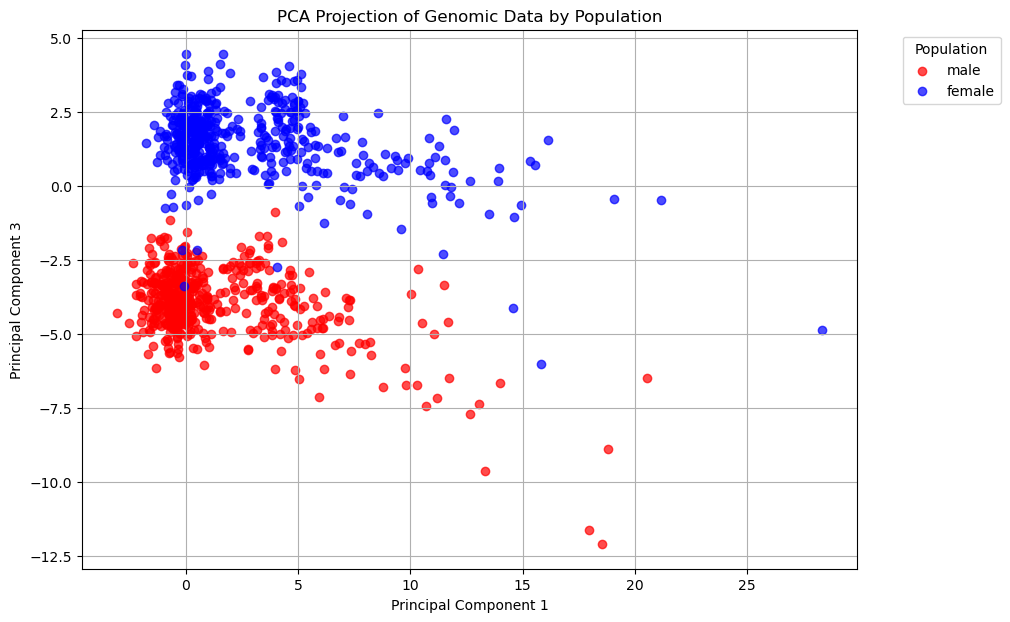 PCA Projection of Genomic Data by Population
5.0
2.5
0.0
−2.5
−5.0
−7.5
−10.0
−12.5
Principal Component 3
0 5 10 15 20 25
Principal Component 1
Population
male
female